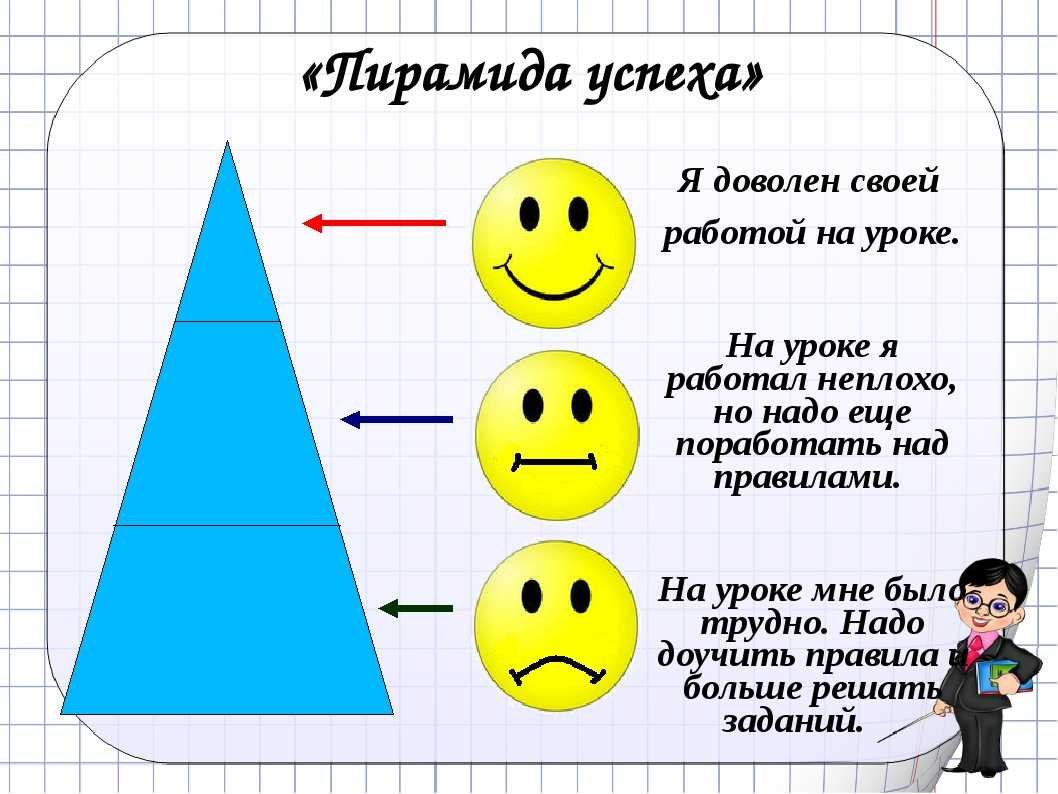 «Пирамида успеха»
Я доволен своей
работой на уроке.
На уроке я
работал неплохо,
но надо еще
поработать над
правилами.
На уроке мне было
трудно. Надо
доучить правила и
больше решать
заданий.